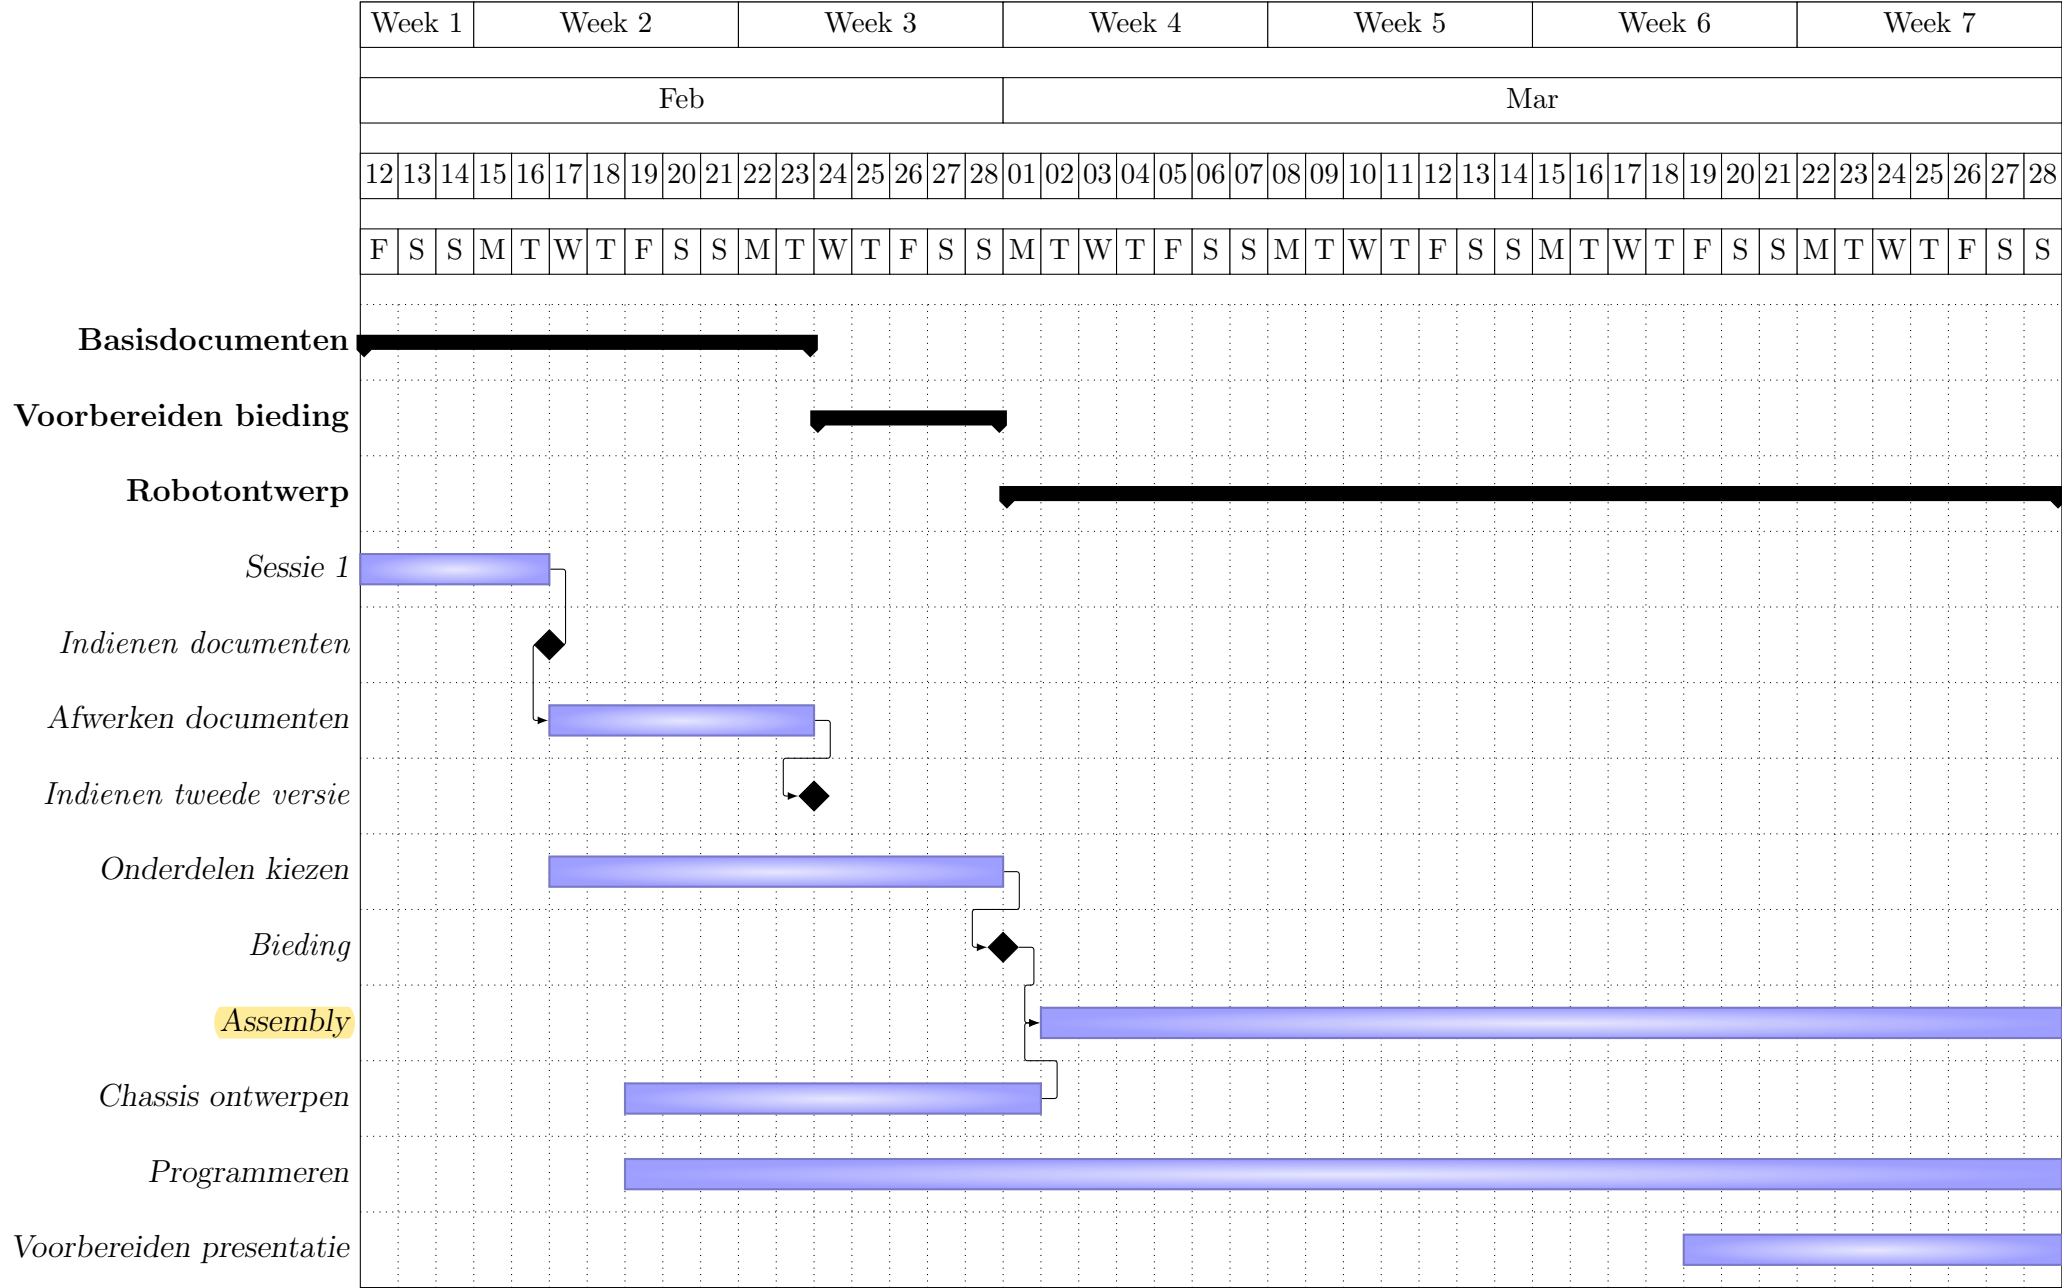 Week 1 Week 2 Week 3 Week 4 Week 5 Week 6 Week 7
Feb Mar
12 13 14 15 16 17 18 19 20 21 22 23 24 25 26 27 28 01 02 03 04 05 06 07 08 09 10 11 12 13 14 15 16 17 18 19 20 21 22 23 24 25 26 27 28
F S S M T W T F S S M T W T F S S M T W T F S S M T W T F S S M T W T F S S M T W T F S S
Basisdocumenten
Voorbereiden bieding
Robotontwerp
Sessie 1
Indienen documenten
Afwerken documenten
Indienen tweede versie
Onderdelen kiezen
Bieding
Assembly
Chassis ontwerpen
Programmeren
Voorbereiden presentatie